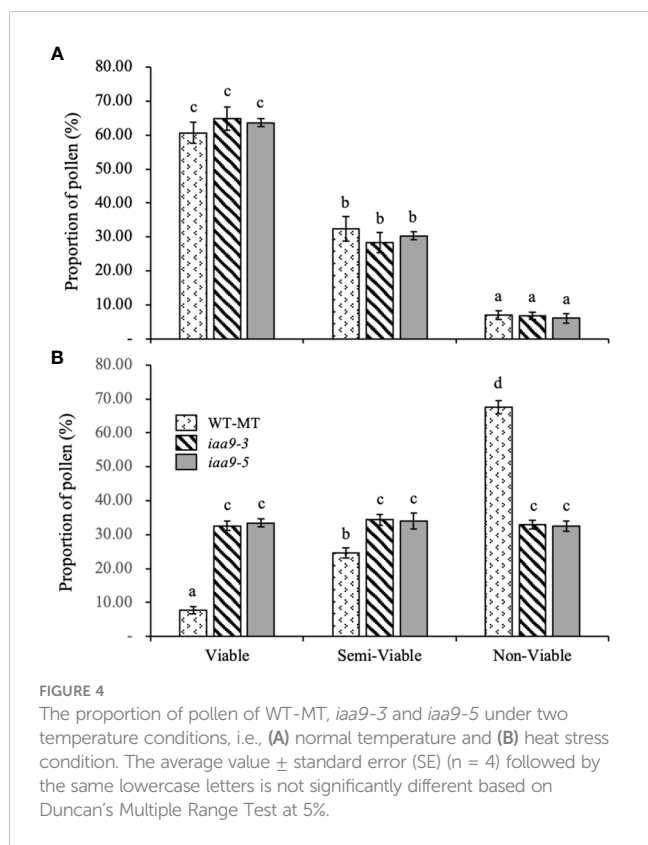 A
80.00
70.00
60.00
50.00
40.00
30.00
20.00
10.00
-
Proportion of pollen (%)
c c c
b b b
a a a
B
80.00
70.00
60.00
50.00
40.00
30.00
20.00
10.00
-
Proportion of pollen (%)
WT-MT
iaa9-3
iaa9-5
a c c
b c c
d c c
Viable Semi-Viable Non-Viable
FIGURE 4
The proportion of pollen of WT-MT, iaa9-3 and iaa9-5 under two
temperature conditions, i.e., (A) normal temperature and (B) heat stress
condition. The average value ± standard error (SE) (n = 4) followed by
the same lowercase letters is not significantly different based on
Duncan's Multiple Range Test at 5%.